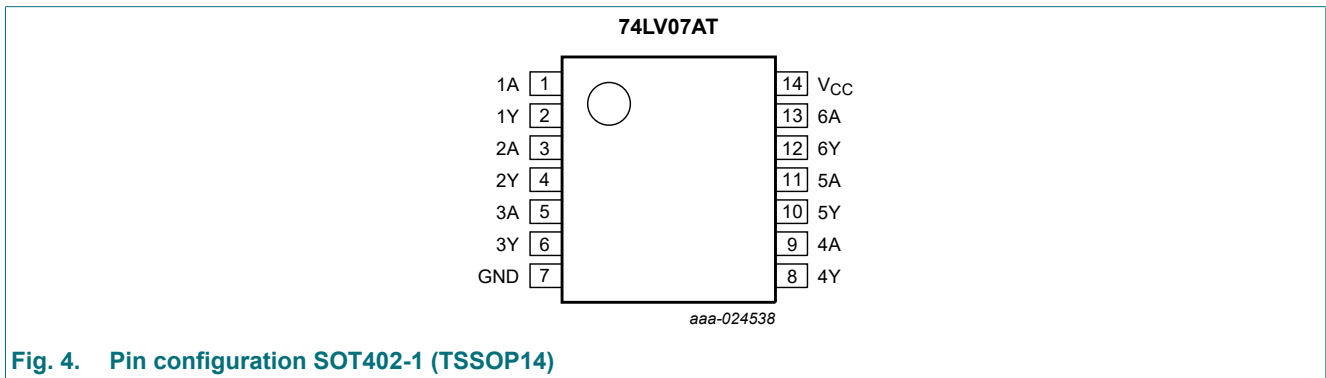 74LV07AT
1A 1 14 VCC
1Y 2 13 6A
2A 3 12 6Y
2Y 4 11 5A
3A 5 10 5Y
3Y 6 9 4A
GND 7 8 4Y
aaa-024538
Fig. 4. Pin configuration SOT402-1 (TSSOP14)